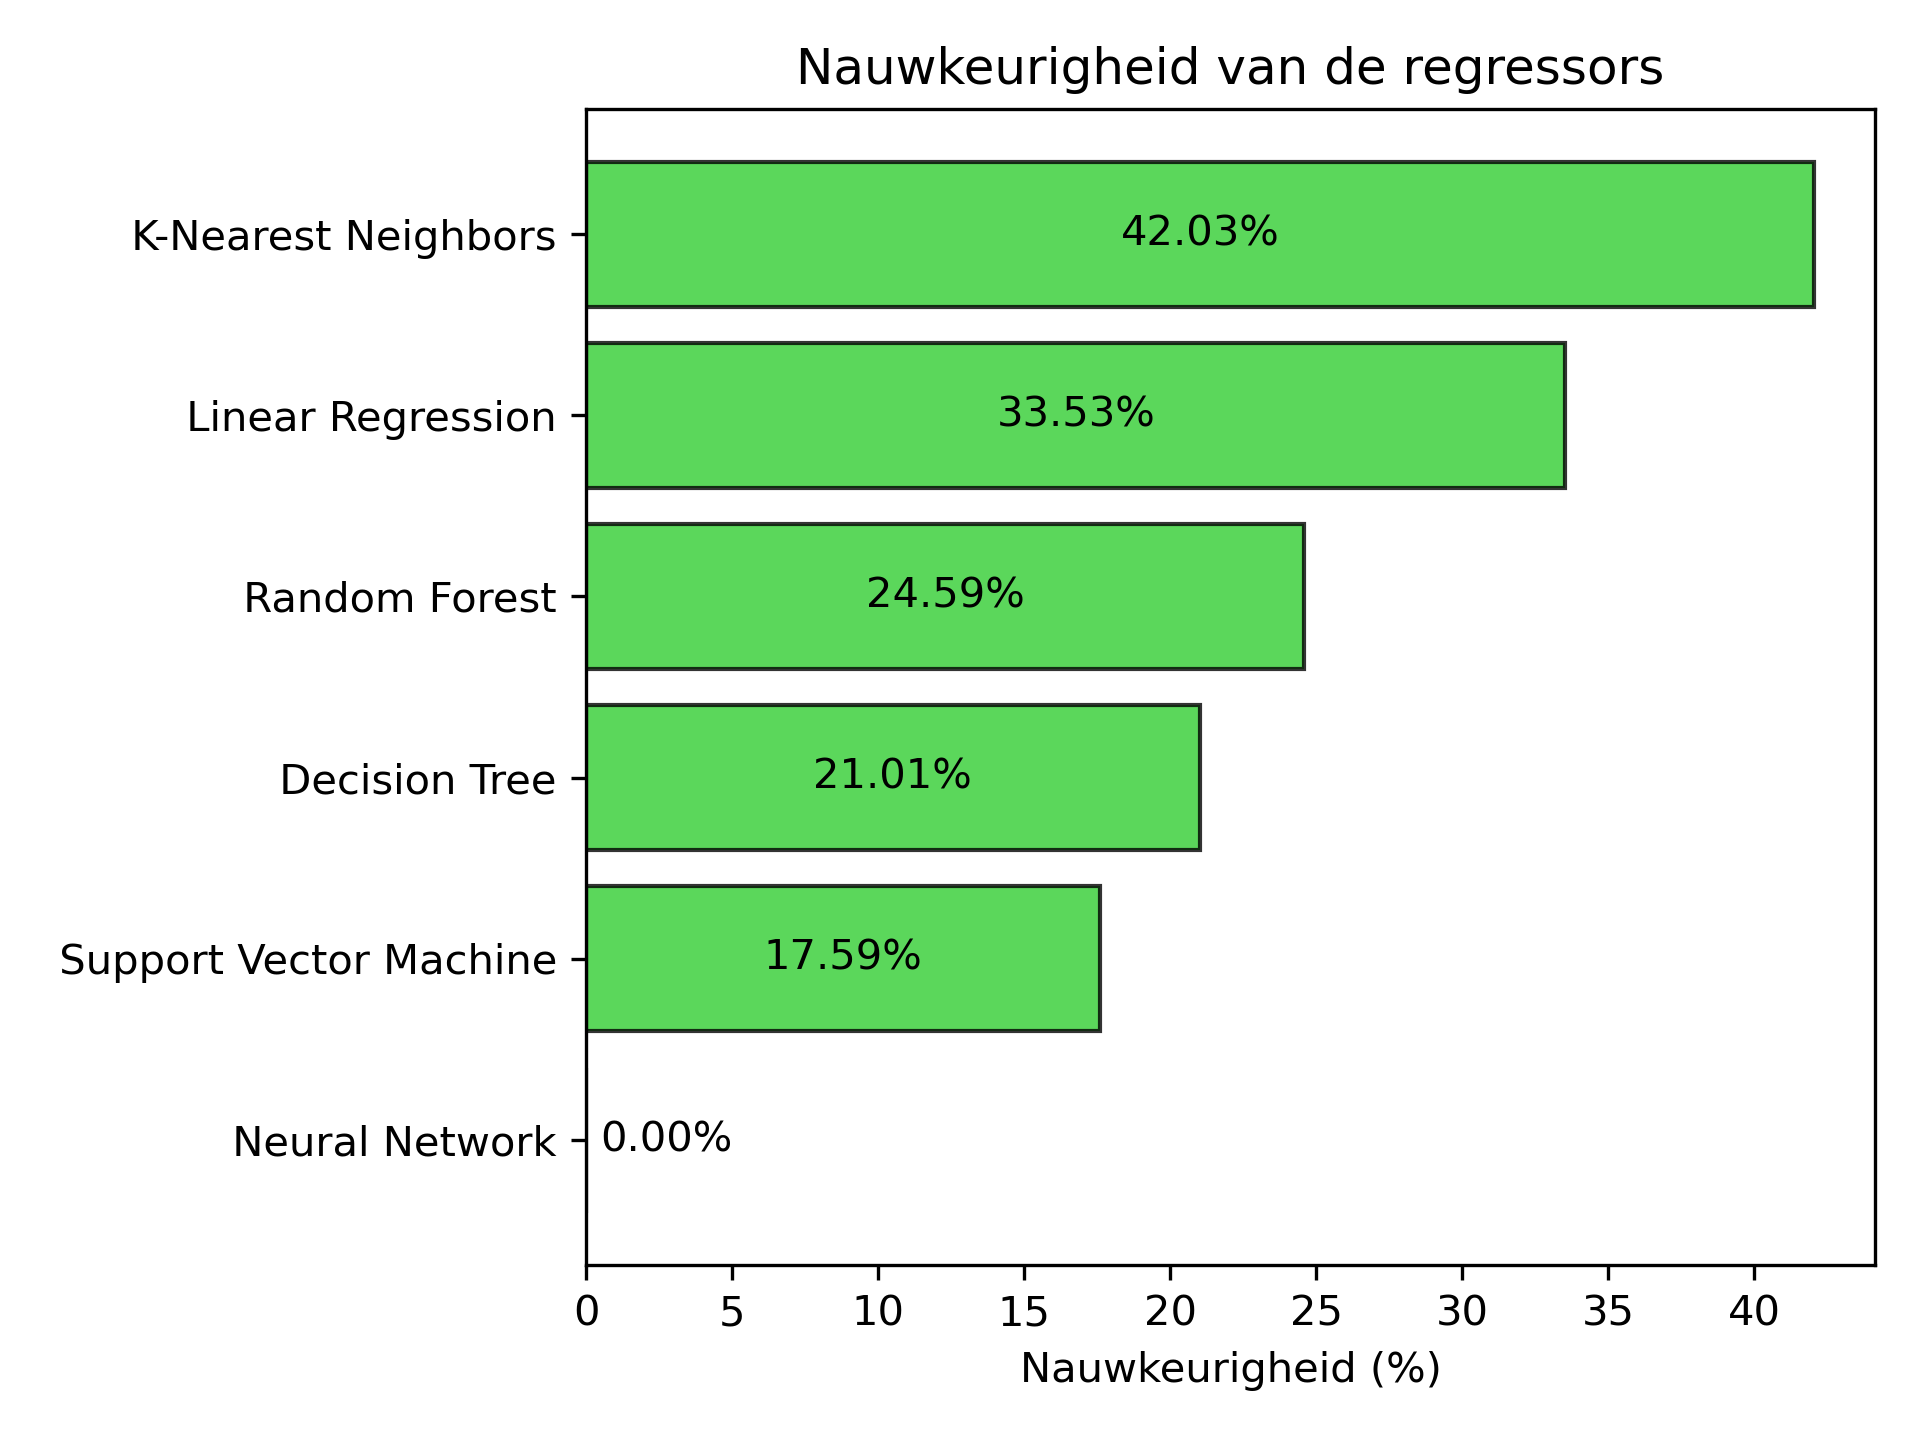 Nauwkeurigheid van de regressors
K-Nearest Neighbors
42.03%
Linear Regression
33.53%
Random Forest
24.59%
Decision Tree
21.01%
Support Vector Machine
17.59%
Neural Network
0.00%
0 5 10 15 20 25 30 35 40
Nauwkeurigheid (%)